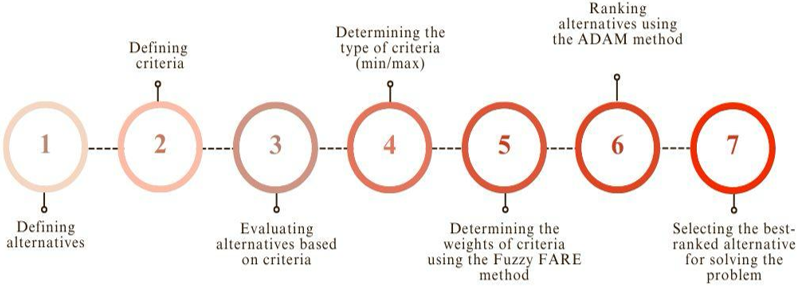 1
Defining
alternatives
2
Defining
criteria
3
Evaluating
alternatives based
on criteria
4
Determining the
type of criteria
(min/max)
5
Determining the
weights of criteria
using the Fuzzy FARE
method
6
Ranking
alternatives using
the ADAM method
7
Selecting the best-
ranked alternative
for solving the
problem